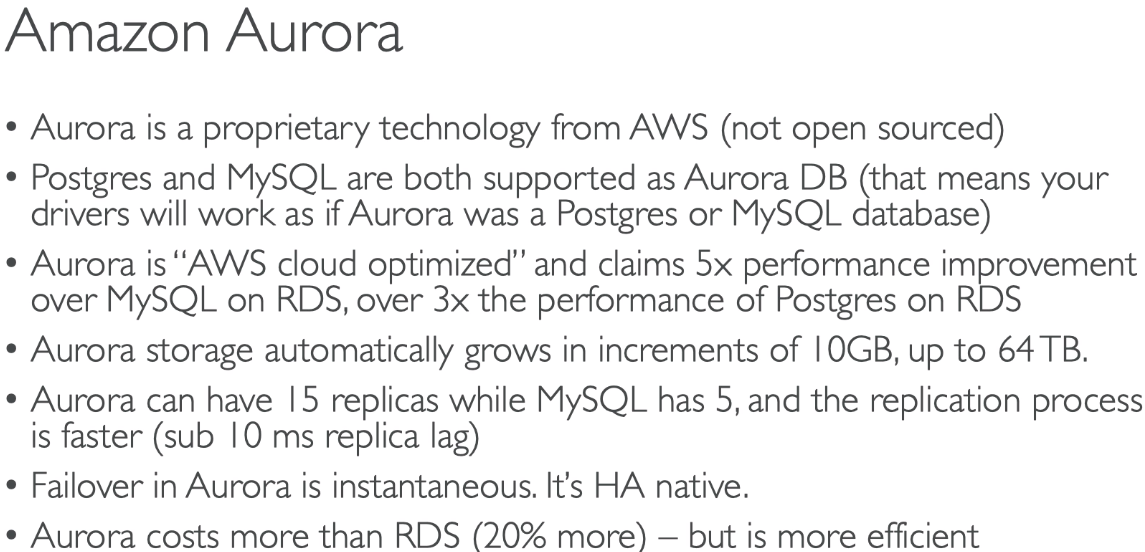 Amazon Aurora
• Aurora is a proprietary technology from AWS (not open sourced)
• Postgres and MySQL are both supported as Aurora DB (that means your
drivers will work as if Aurora was a Postgres or MySQL database)
• Aurora is “AWS cloud optimized” and claims 5x performance improvement
over MySQL on RDS, over 3x the performance of Postgres on RDS
• Aurora storage automatically grows in increments of 10GB, up to 64 TB.
• Aurora can have 15 replicas while MySQL has 5, and the replication process
is faster (sub 10 ms replica lag)
• Failover in Aurora is instantaneous. It’s HA native.
• Aurora costs more than RDS (20% more) – but is more efficient